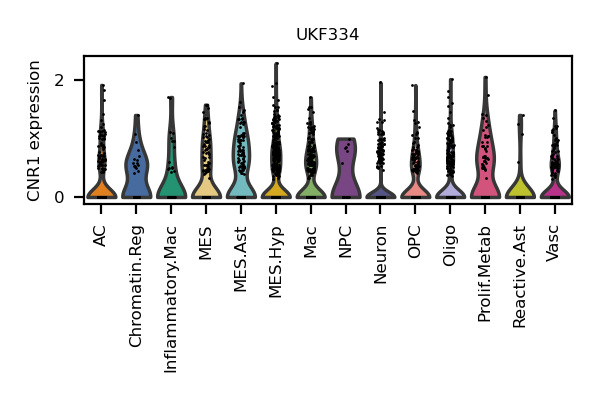 UKF334
CNR1 expression
2
0
AC
Chromatin.Reg
Inflammatory.Mac
MES
MES.Ast
MES.Hyp
Mac
NPC
Neuron
OPC
Oligo
Prolif.Metab
Reactive.Ast
Vasc